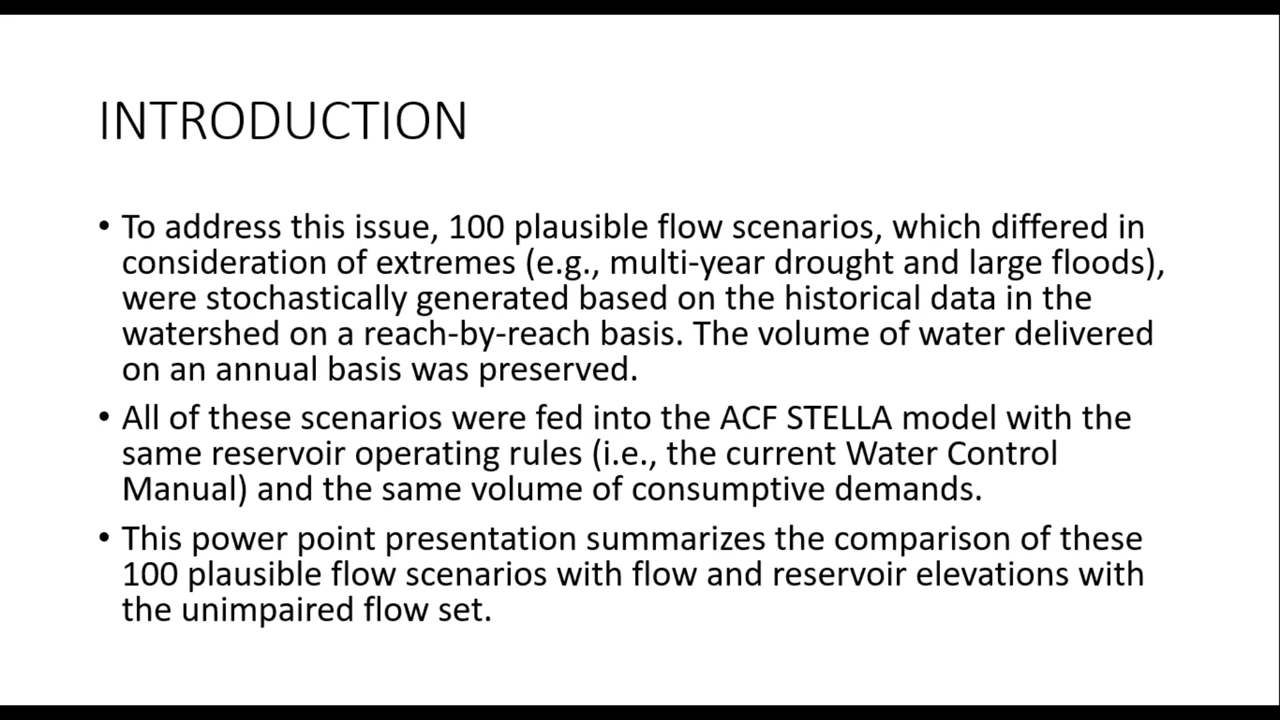 INTRODUCTION
• To address this issue, 100 plausible flow scenarios, which differed in
consideration of extremes (e.g., multi-year drought and large floods),
were stochastically generated based on the historical data in the
watershed on a reach-by-reach basis. The volume of water delivered
on an annual basis was preserved.
• All of these scenarios were fed into the ACF STELLA model with the
same reservoir operating rules (i.e., the current Water Control
Manual) and the same volume of consumptive demands.
• This power point presentation summarizes the comparison of these
100 plausible flow scenarios with flow and reservoir elevations with
the unimpaired flow set.